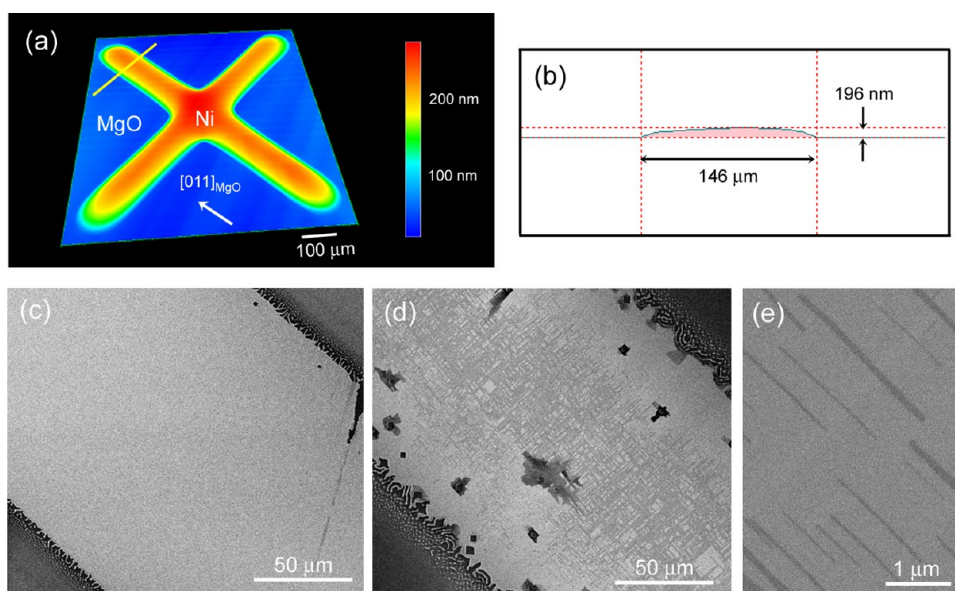 (a)
200 nm
MgO
Ni
100 nm
[011]MgO
100 μm
(b)
196 nm
146 μm
(c)
50 μm
(d)
50 μm
(e)
1 μm